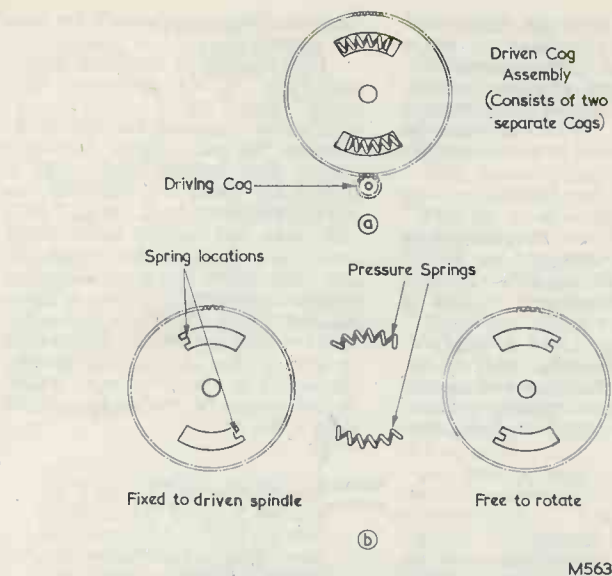 Driven Cog
Assembly
(Consists of two
separate Cogs)
Driving Cog
a
Spring locations
Pressure Springs
Fixed to driven spindle
Free to rotate
b
M563